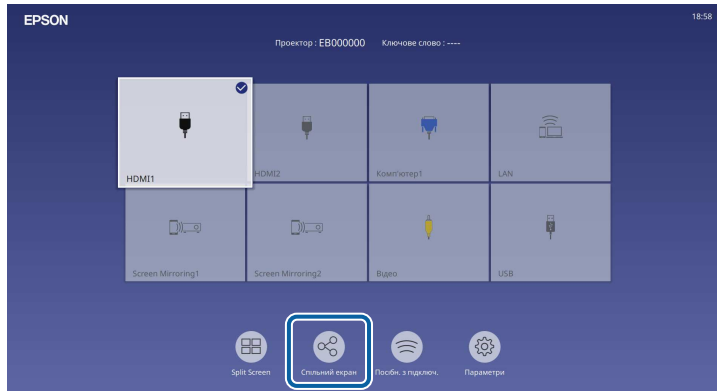 EPSON
18:58
Проектор : EB000000 Ключове слово : ----
HDMI1
HDMI2
Комп'ютер1
LAN
Screen Mirroring1
Screen Mirroring2
Відео
USB
Split Screen
Спільний екран
Посібн. з підключ.
Параметри